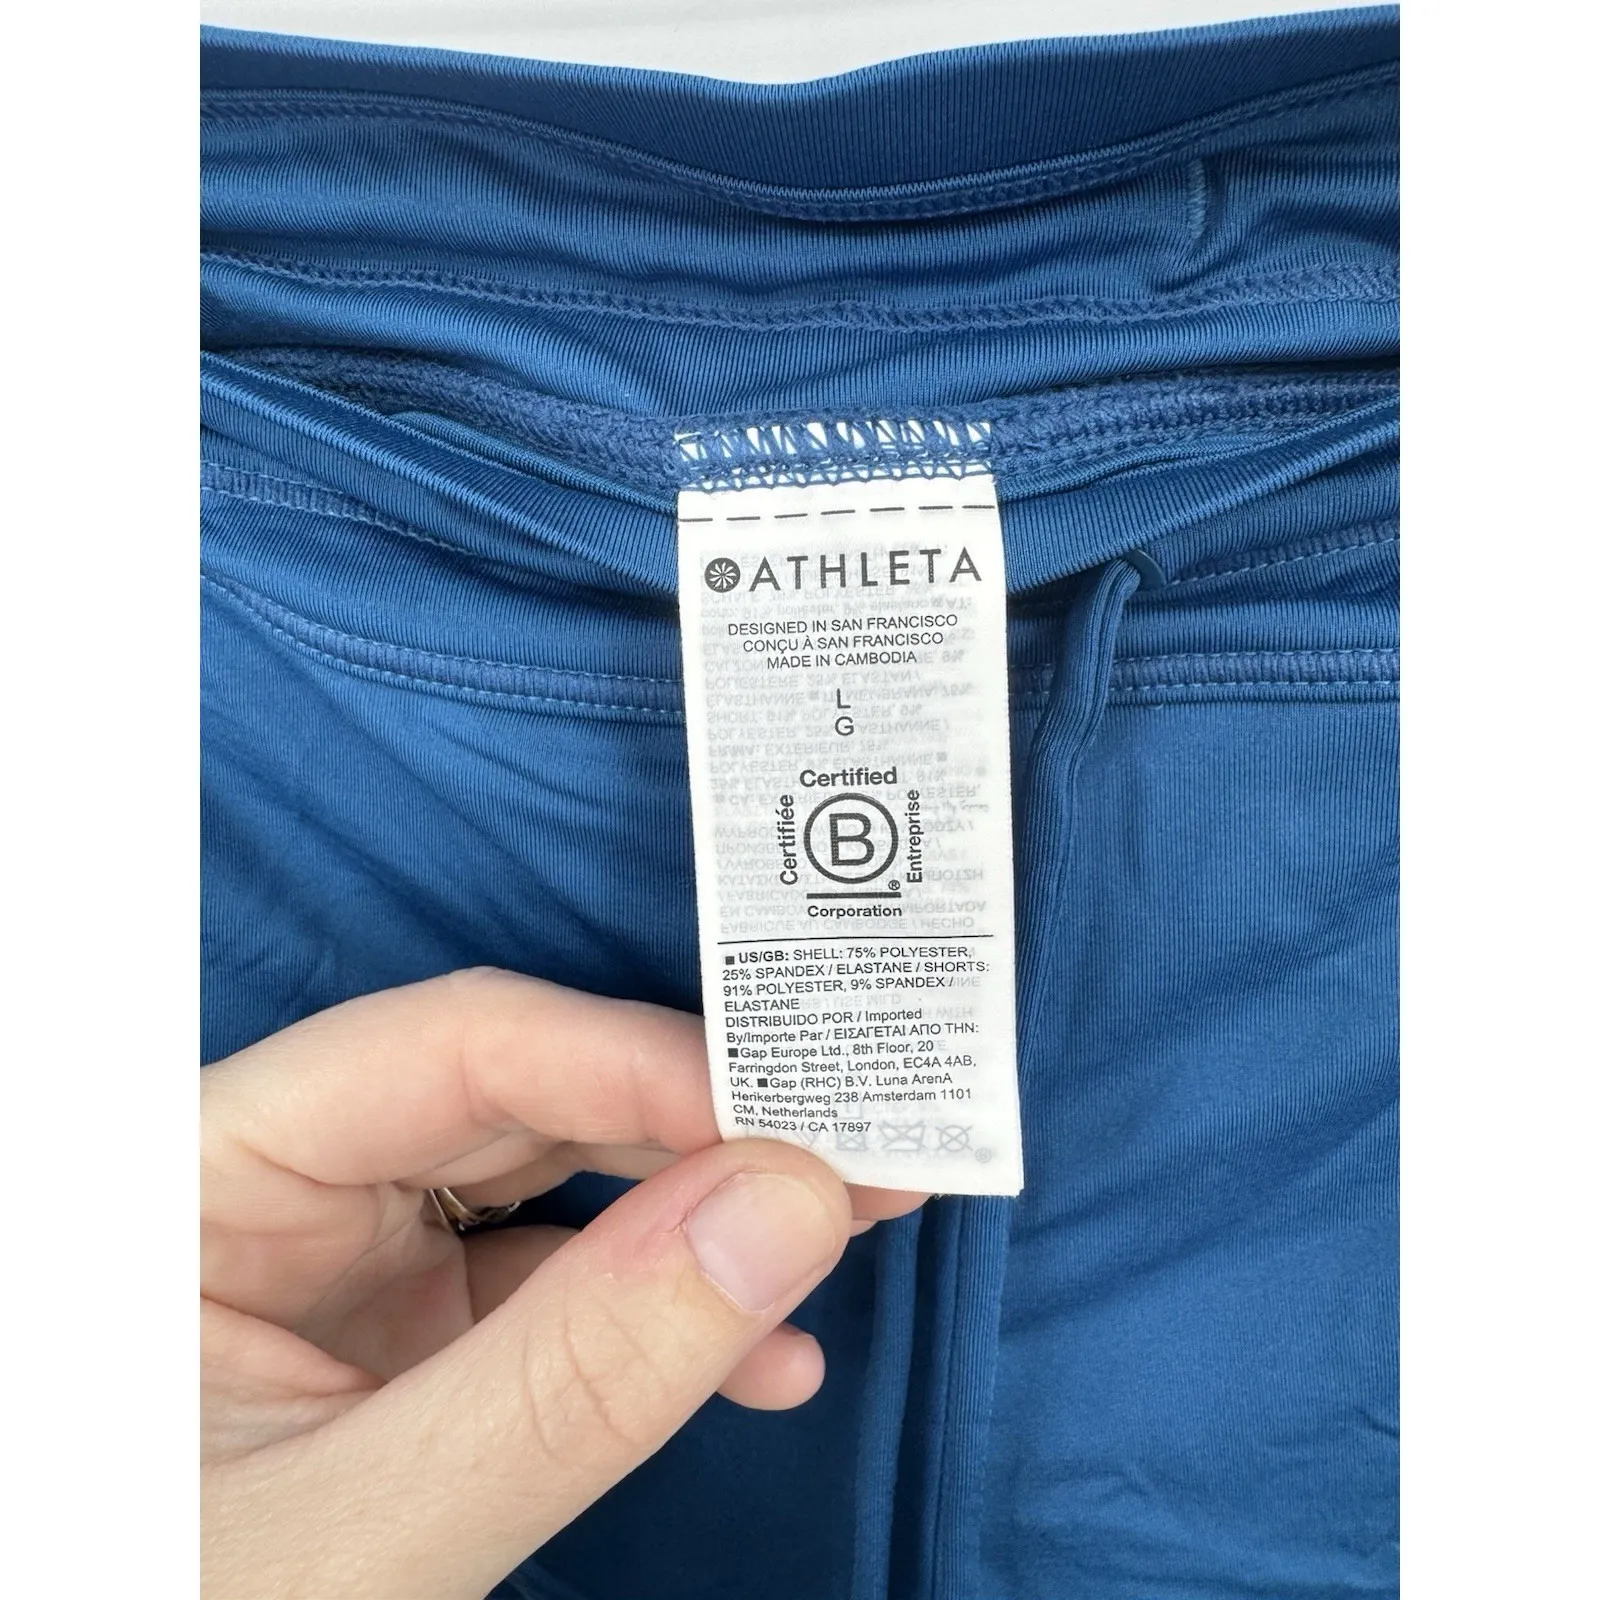 ATHLETA
DESIGNED IN SAN FRANCISCO
CONÇU À SAN FRANCISCO
MADE IN CAMBODIA
L
G
Certified
Certifiée
B
Entreprise
®
Corporation
■ US/GB: SHELL: 75% POLYESTER,
25% SPANDEX / ELASTANE / SHORTS:
91% POLYESTER, 9% SPANDEX /
ELASTANE
DISTRIBUIDO POR / Imported
By/Importe Par / ΕΙΣΑΓΕΤΑΙ ΑΠΟ ΤΗΝ:
■Gap Europe Ltd., 8th Floor, 20
Farringdon Street, London, EC4A 4AB,
UK. ■Gap (RHC) B.V. Luna ArenA
Herikerbergweg 238 Amsterdam 1101
CM, Netherlands
RN 54023 / CA 17897